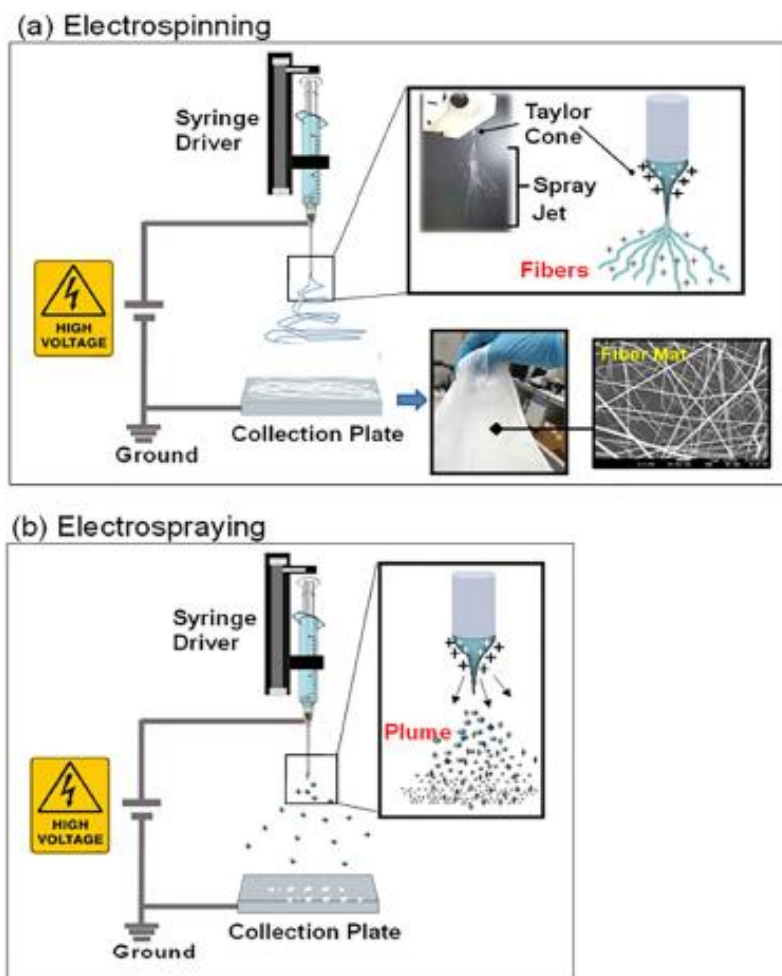 (a) Electrospinning
Syringe
Driver
Taylor
Cone
Spray
Jet
Fibers
HIGH
VOLTAGE
Ground
Collection Plate
Fiber Mat
(b) Electrospraying
Syringe
Driver
Plume
HIGH
VOLTAGE
Ground
Collection Plate